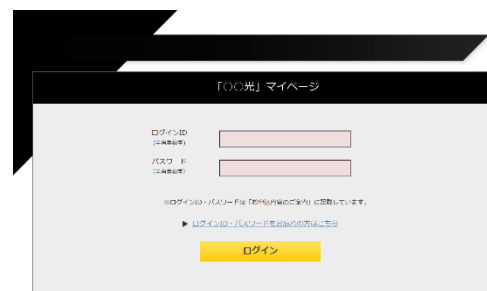 「○○光」マイページ
ログインID
(半角英数字)
パスワード
(半角英数字)
※ログインID・パスワードは「お申込内容のご案内」に記載しています。
▶ ログインID・パスワードをお忘れの方はこちら
ログイン